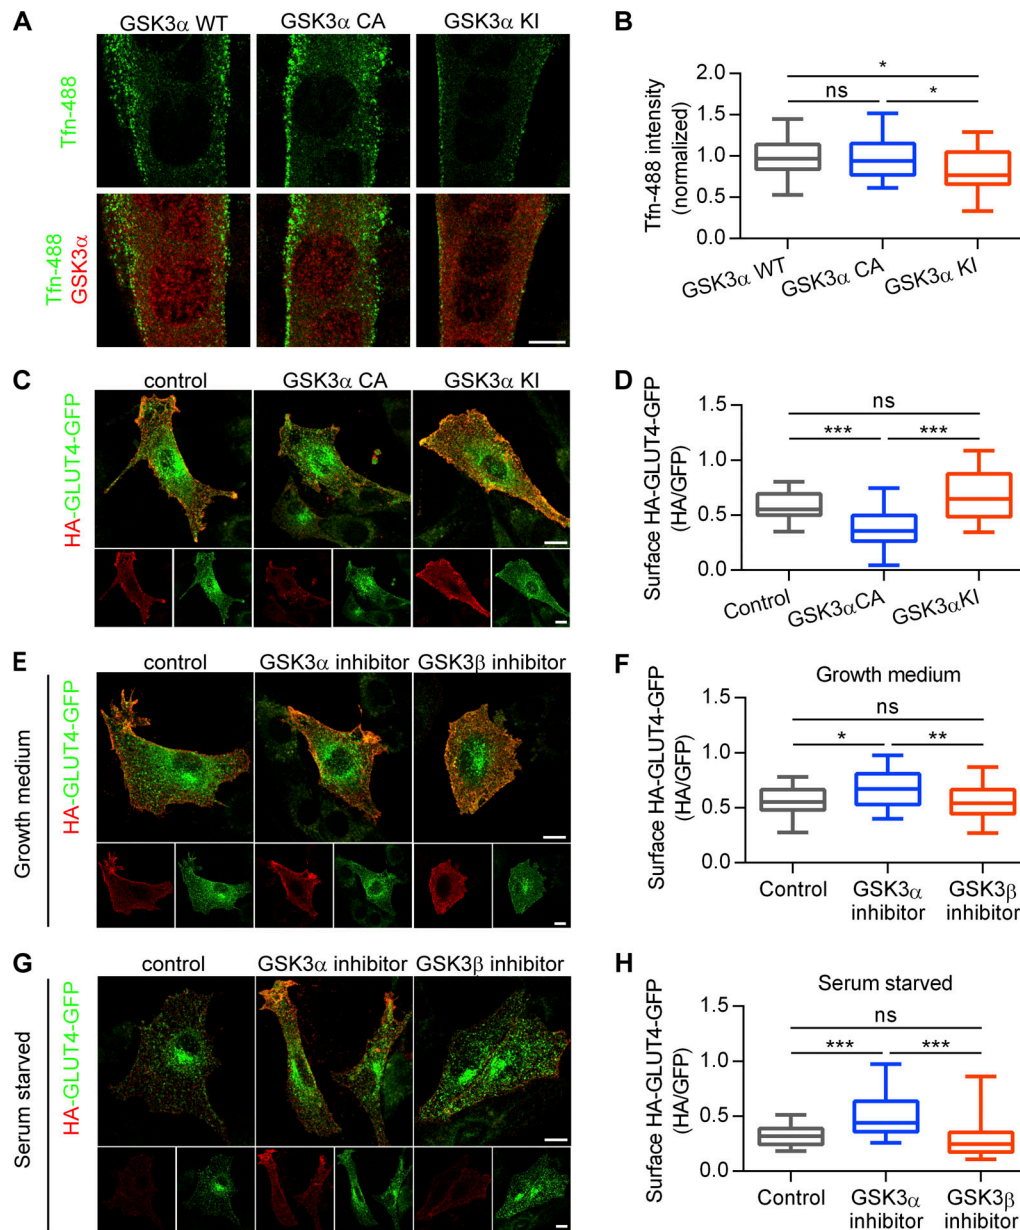 A
GSK3α WT
GSK3α CA
GSK3α KI
Tfn-488
Tfn-488
GSK3α
B
Tfn-488 intensity
(normalized)
2.0
1.5
1.0
0.5
0.0
*
ns
*
GSK3α WT
GSK3α CA
GSK3α KI
C
control
GSK3α CA
GSK3α KI
HA-GLUT4-GFP
D
Surface HA-GLUT4-GFP
(HA/GFP)
1.5
1.0
0.5
0.0
ns
***
***
Control
GSK3αCA
GSK3αKI
E
Growth medium
control
GSK3α inhibitor
GSK3β inhibitor
HA-GLUT4-GFP
F
Growth medium
Surface HA-GLUT4-GFP
(HA/GFP)
1.5
1.0
0.5
0.0
ns
*
**
Control
GSK3α
inhibitor
GSK3β
inhibitor
G
Serum starved
control
GSK3α inhibitor
GSK3β inhibitor
HA-GLUT4-GFP
H
Serum starved
Surface HA-GLUT4-GFP
(HA/GFP)
1.5
1.0
0.5
0.0
ns
***
***
Control
GSK3α
inhibitor
GSK3β
inhibitor